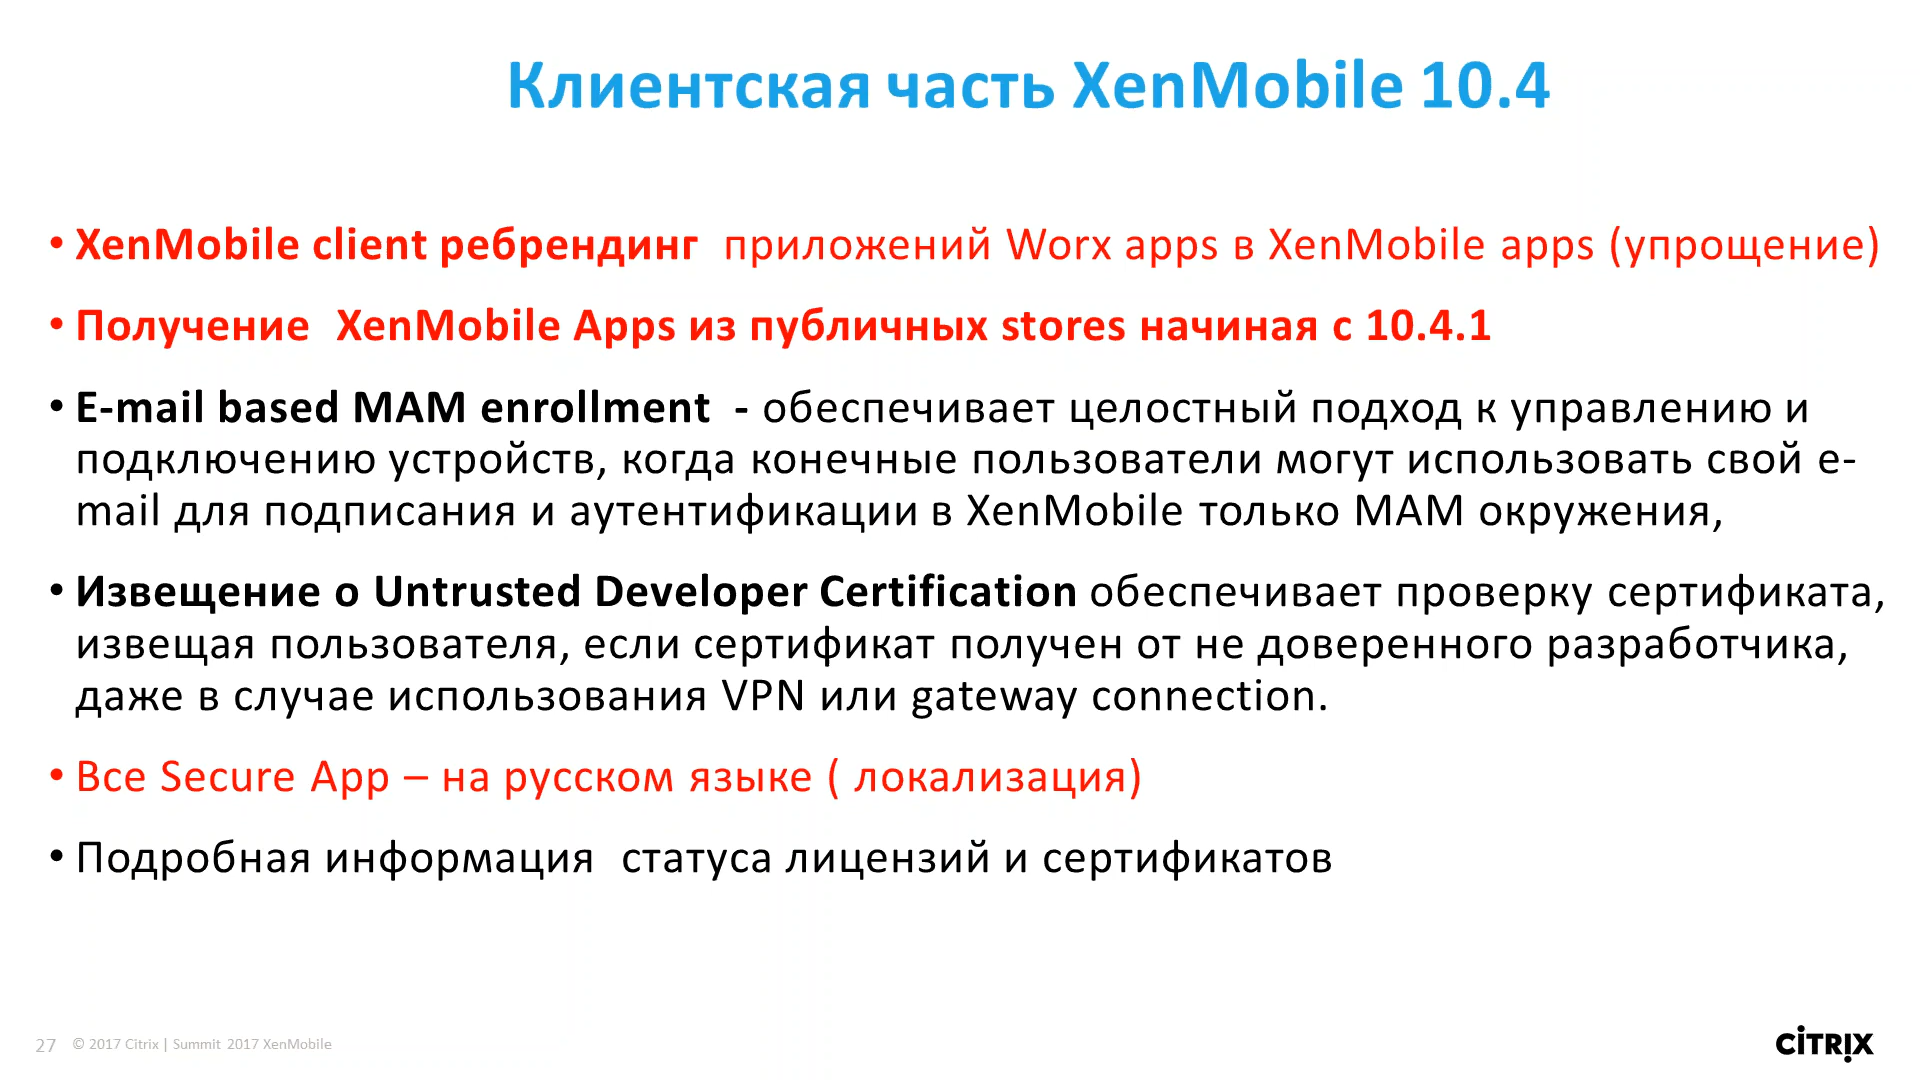 Клиентская часть XenMobile 10.4
• XenMobile client ребрендинг приложений Worx apps в XenMobile apps (упрощение)
• Получение XenMobile Apps из публичных stores начиная с 10.4.1
• E-mail based MAM enrollment - обеспечивает целостный подход к управлению и
подключению устройств, когда конечные пользователи могут использовать свой e-
mail для подписания и аутентификации в XenMobile только MAM окружения,
• Извещение о Untrusted Developer Certification обеспечивает проверку сертификата,
извещая пользователя, если сертификат получен от не доверенного разработчика,
даже в случае использования VPN или gateway connection.
• Все Secure App – на русском языке ( локализация)
• Подробная информация статуса лицензий и сертификатов
27 © 2017 Citrix | Summit 2017 XenMobile
CITRIX